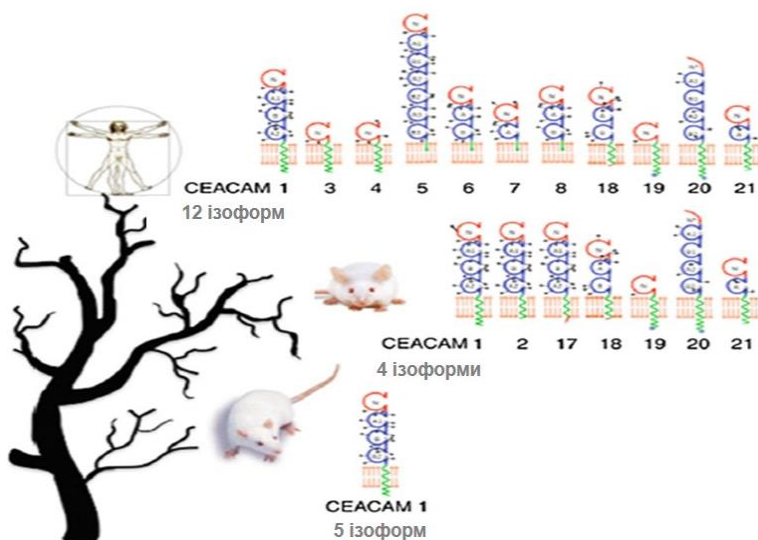 CEACAM 1 3 4 5 6 7 8 18 19 20 21
12 ізоформ
CEACAM 1 2 17 18 19 20 21
4 ізоформи
CEACAM 1
5 ізоформ